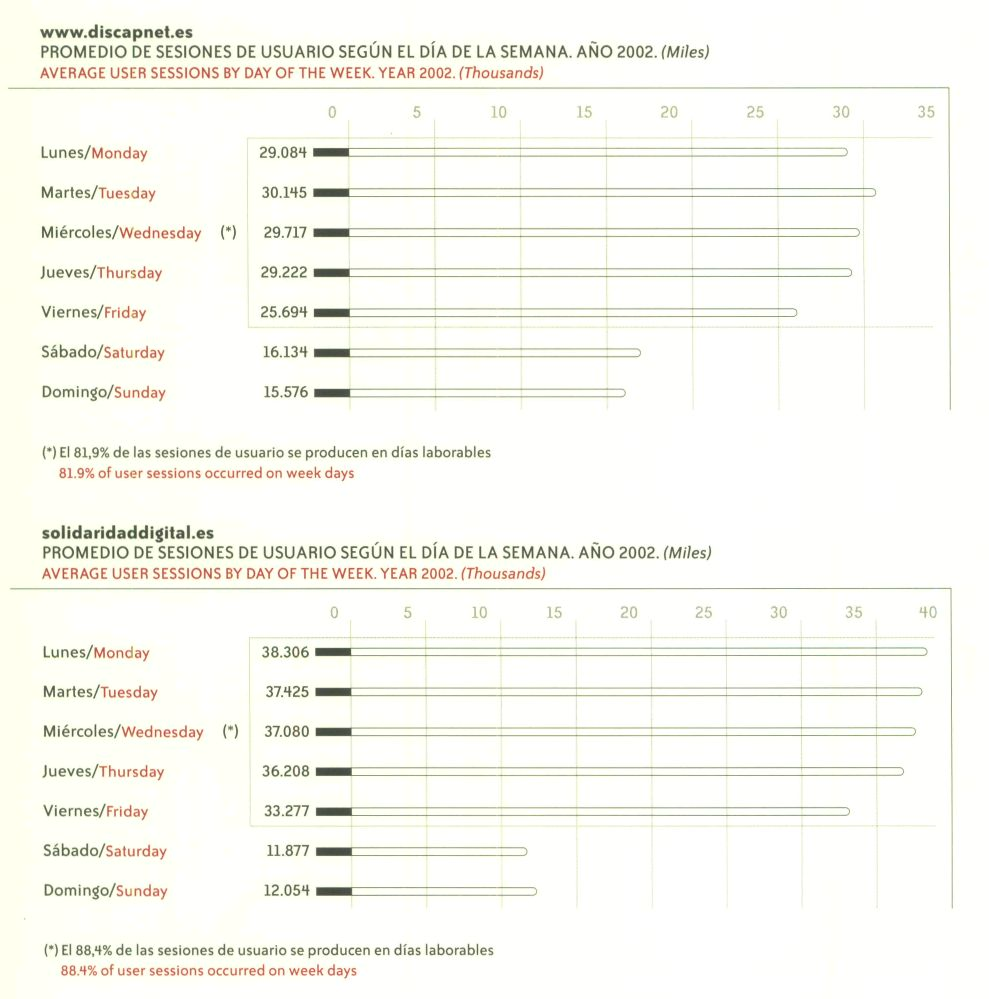 www.discapnet.es
PROMEDIO DE SESIONES DE USUARIO SEGÚN EL DÍA DE LA SEMANA. AÑO 2002. (Miles)
AVERAGE USER SESSIONS BY DAY OF THE WEEK. YEAR 2002. (Thousands)
0 5 10 15 20 25 30 35
Lunes/Monday 29.084
Martes/Tuesday 30.145
Miércoles/Wednesday (*) 29.717
Jueves/Thursday 29.222
Viernes/Friday 25.694
Sábado/Saturday 16.134
Domingo/Sunday 15.576
(*) El 81,9% de las sesiones de usuario se producen en días laborables
81.9% of user sessions occurred on week days
solidaridaddigital.es
PROMEDIO DE SESIONES DE USUARIO SEGÚN EL DÍA DE LA SEMANA. AÑO 2002. (Miles)
AVERAGE USER SESSIONS BY DAY OF THE WEEK. YEAR 2002. (Thousands)
0 5 10 15 20 25 30 35 40
Lunes/Monday 38.306
Martes/Tuesday 37.425
Miércoles/Wednesday (*) 37.080
Jueves/Thursday 36.208
Viernes/Friday 33.277
Sábado/Saturday 11.877
Domingo/Sunday 12.054
(*) El 88,4% de las sesiones de usuario se producen en días laborables
88.4% of user sessions occurred on week days